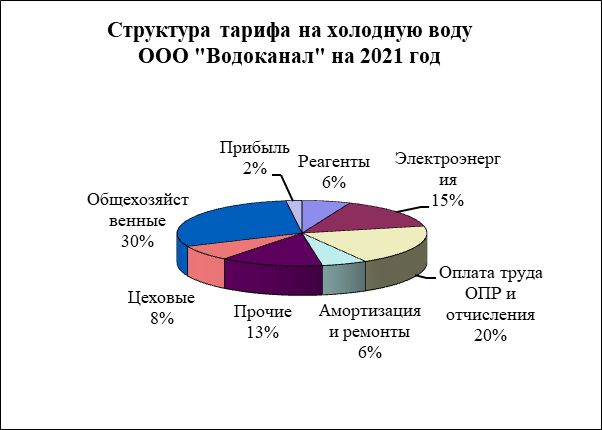 Структура тарифа на холодную воду
ООО "Водоканал" на 2021 год
Прибыль
2%
Реагенты
6%
Электроэнерг
ия
15%
Общехозяйст
венные
30%
Оплата труда
ОПР и
отчисления
20%
Цеховые
8%
Прочие
13%
Амортизация
и ремонты
6%